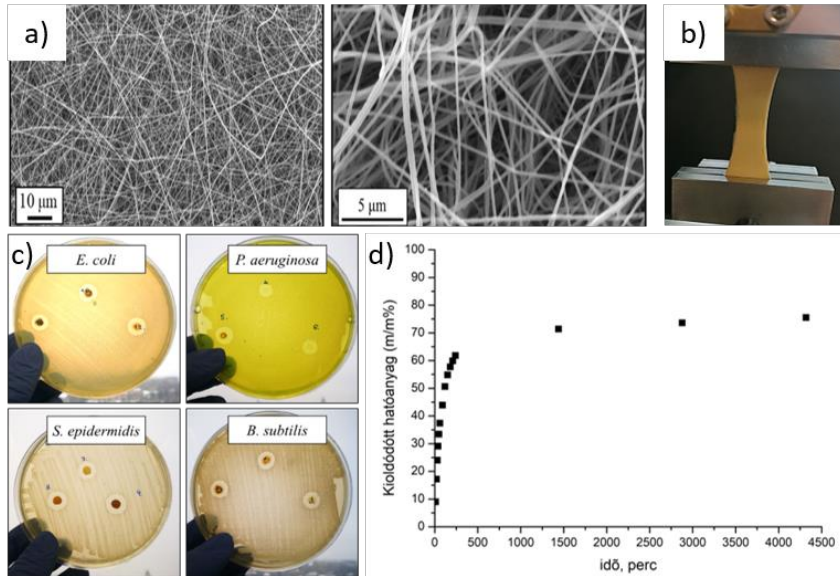 a)
10 µm
5 µm
b)
c)
E. coli
P. aeruginosa
S. epidermidis
B. subtilis
d)
Kioldódótt hatóanyag (m/m%)
100
90
80
70
60
50
40
30
20
10
0
0 500 1000 1500 2000 2500 3000 3500 4000 4500
idő, perc